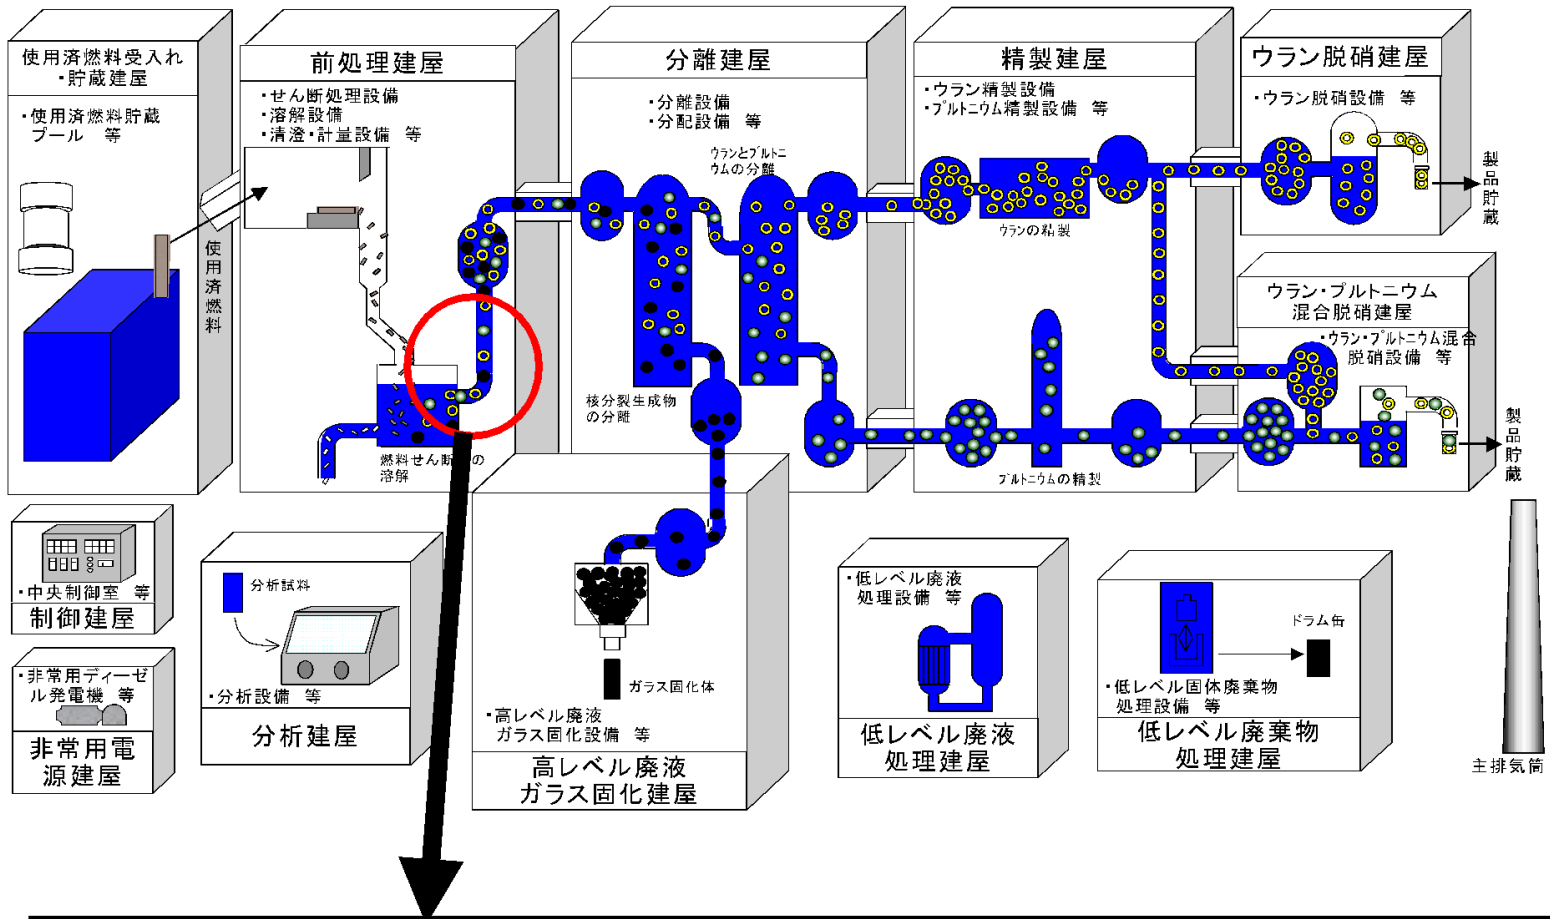 使用済燃料受入れ
・貯蔵建屋
・使用済燃料貯蔵
プール 等
使用済燃料
前処理建屋
・せん断処理設備
・溶解設備
・清澄・計量設備 等
燃料せん断
の
溶解
分離建屋
・分離設備
・分配設備 等
ウランとプルトニ
ウムの分離
核分裂生成物
の分離
精製建屋
・ウラン精製設備
・プルトニウム精製設備 等
ウランの精製
プルトニウムの精製
ウラン脱硝建屋
・ウラン脱硝設備 等
製品貯蔵
ウラン・プルトニウム
混合脱硝建屋
・ウラン・プルトニウム混合
脱硝設備 等
製品貯蔵
・中央制御室 等
制御建屋
・非常用ディーゼ
ル発電機 等
非常用電
源建屋
分析試料
・分析設備 等
分析建屋
ガラス固化体
・高レベル廃液
ガラス固化設備 等
高レベル廃液
ガラス固化建屋
・低レベル廃液
処理設備 等
低レベル廃液
処理建屋
ドラム缶
・低レベル固体廃棄物
処理設備 等
低レベル廃棄物
処理建屋
主排気筒